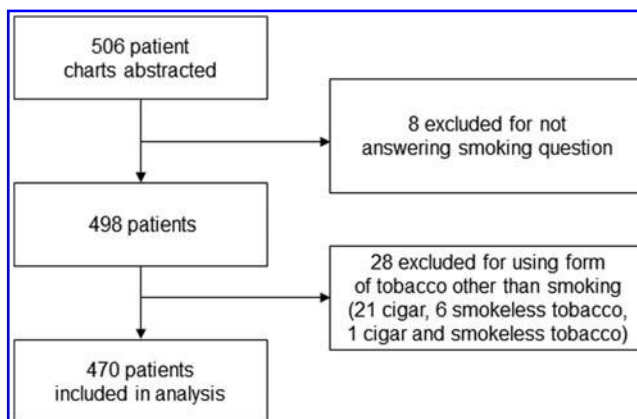 506 patient
charts abstracted
8 excluded for not
answering smoking question
498 patients
28 excluded for using form
of tobacco other than smoking
(21 cigar, 6 smokeless tobacco,
1 cigar and smokeless tobacco)
470 patients
included in analysis